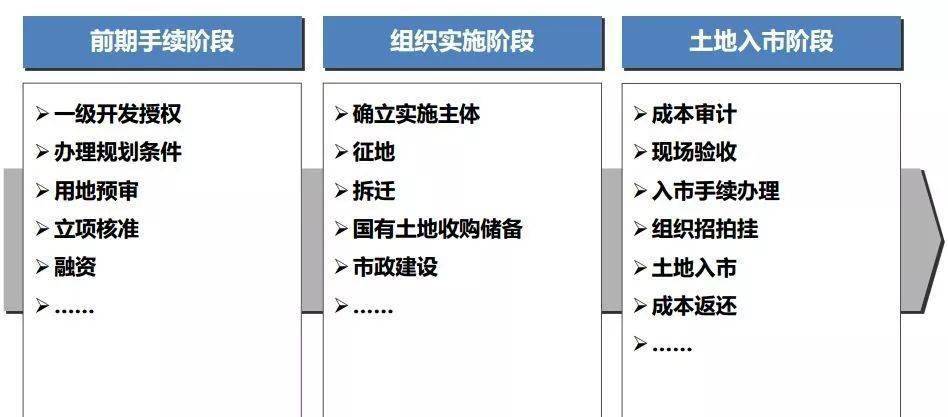 前期手续阶段
一级开发授权
办理规划条件
用地预审
立项核准
融资
……
组织实施阶段
确立实施主体
征地
拆迁
国有土地收购储备
市政建设
……
土地入市阶段
成本审计
现场验收
入市手续办理
组织招拍挂
土地入市
成本返还
……